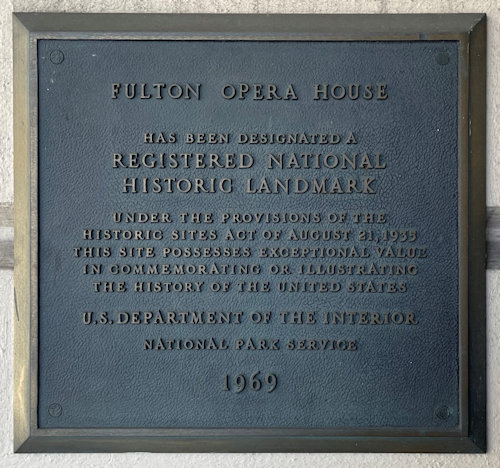 FULTON OPERA HOUSE
HAS BEEN DESIGNATED A
REGISTERED NATIONAL
HISTORIC LANDMARK
UNDER THE PROVISIONS OF THE
HISTORIC SITES ACT OF AUGUST 21, 1935
THIS SITE POSSESSES EXCEPTIONAL VALUE
IN COMMEMORATING OR ILLUSTRATING
THE HISTORY OF THE UNITED STATES
U.S. DEPARTMENT OF THE INTERIOR
NATIONAL PARK SERVICE
1969